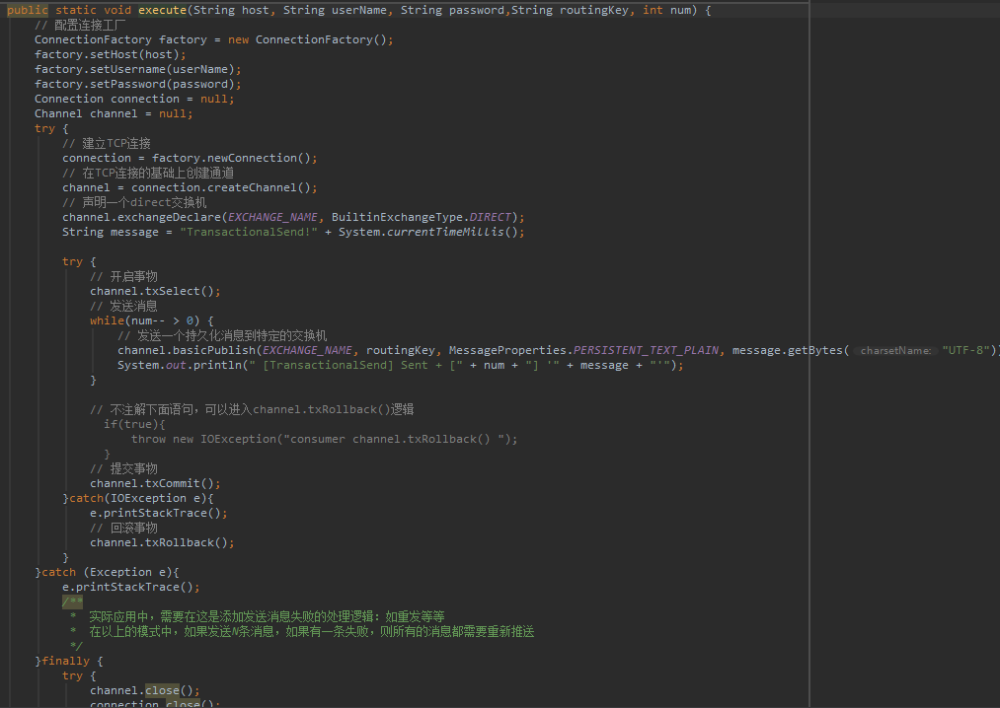 public static void execute(String host, String userName, String password,String routingKey, int num) {
// 配置连接工厂
ConnectionFactory factory = new ConnectionFactory();
factory.setHost(host);
factory.setUsername(userName);
factory.setPassword(password);
Connection connection = null;
Channel channel = null;
try {
// 建立TCP连接
connection = factory.newConnection();
// 在TCP连接的基础上创建通道
channel = connection.createChannel();
// 声明一个direct交换机
channel.exchangeDeclare(EXCHANGE_NAME, BuiltinExchangeType.DIRECT);
String message = "TransactionalSend!" + System.currentTimeMillis();
try {
// 开启事物
channel.txSelect();
// 发送消息
while(num-- > 0) {
// 发送一个持久化消息到特定的交换机
channel.basicPublish(EXCHANGE_NAME, routingKey, MessageProperties.PERSISTENT_TEXT_PLAIN, message.getBytes( charsetName: "UTF-8"))
System.out.println(" [TransactionalSend] Sent + [" + num + "] '" + message + "'");
}
// 不注解下面语句，可以进入channel.txRollback()逻辑
if(true){
throw new IOException("consumer channel.txRollback() ");
}
// 提交事物
channel.txCommit();
}catch(IOException e){
e.printStackTrace();
// 回滚事物
channel.txRollback();
}
}catch (Exception e){
e.printStackTrace();
/**
* 实际应用中，需要在这是添加发送消息失败的处理逻辑：如重发等等
* 在以上的模式中，如果发送N条消息，如果有一条失败，则所有的消息都需要重新推送
*/
}finally {
try {
channel.close();
connection.close();